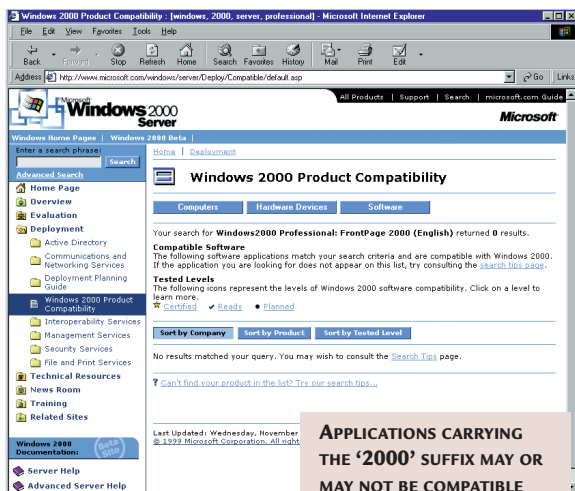 Windows 2000 Product Compatibility : [windows, 2000, server, professional] - Microsoft Internet Explorer
File Edit View Favorites Tools Help
Back Forward Stop Refresh Home Search Favorites History Mail Print Edit
Address http://www.microsoft.com/windows/server/Deploy/Compatible/default.asp Go Links
All Products | Support | Search | microsoft.com Guide
Microsoft
Windows 2000
Server
Microsoft
Windows Home Pages | Windows 2000 Beta |
Enter a search phrase:
Search
Advanced Search
Home Page
Overview
Evaluation
Deployment
Active Directory
Communications and
Networking Services
Deployment Planning
Guide
Windows 2000 Product
Compatibility
Interoperability Services
Management Services
Security Services
File and Print Services
Technical Resources
News Room
Training
Related Sites
Windows 2000
Documentation:
Beta
Site
Server Help
Advanced Server Help
Home | Deployment
Windows 2000 Product Compatibility
Computers Hardware Devices Software
Your search for Windows2000 Professional: FrontPage 2000 (English) returned 0 results.
Compatible Software
The following software applications match your search criteria and are compatible with Windows 2000.
If the application you are looking for does not appear on this list, try consulting the search tips page.
Tested Levels
The following icons represent the levels of Windows 2000 software compatibility. Click on a level to
learn more.
Certified Ready Planned
Sort by Company Sort by Product Sort by Tested Level
No results matched your query. You may wish to consult the Search Tips page.
? Can't find your product in the list? Try our search tips...
Last Updated: Wednesday, November
© 1999 Microsoft Corporation. All right
APPLICATIONS CARRYING
THE ‘2000’ SUFFIX MAY OR
MAY NOT BE COMPATIBLE